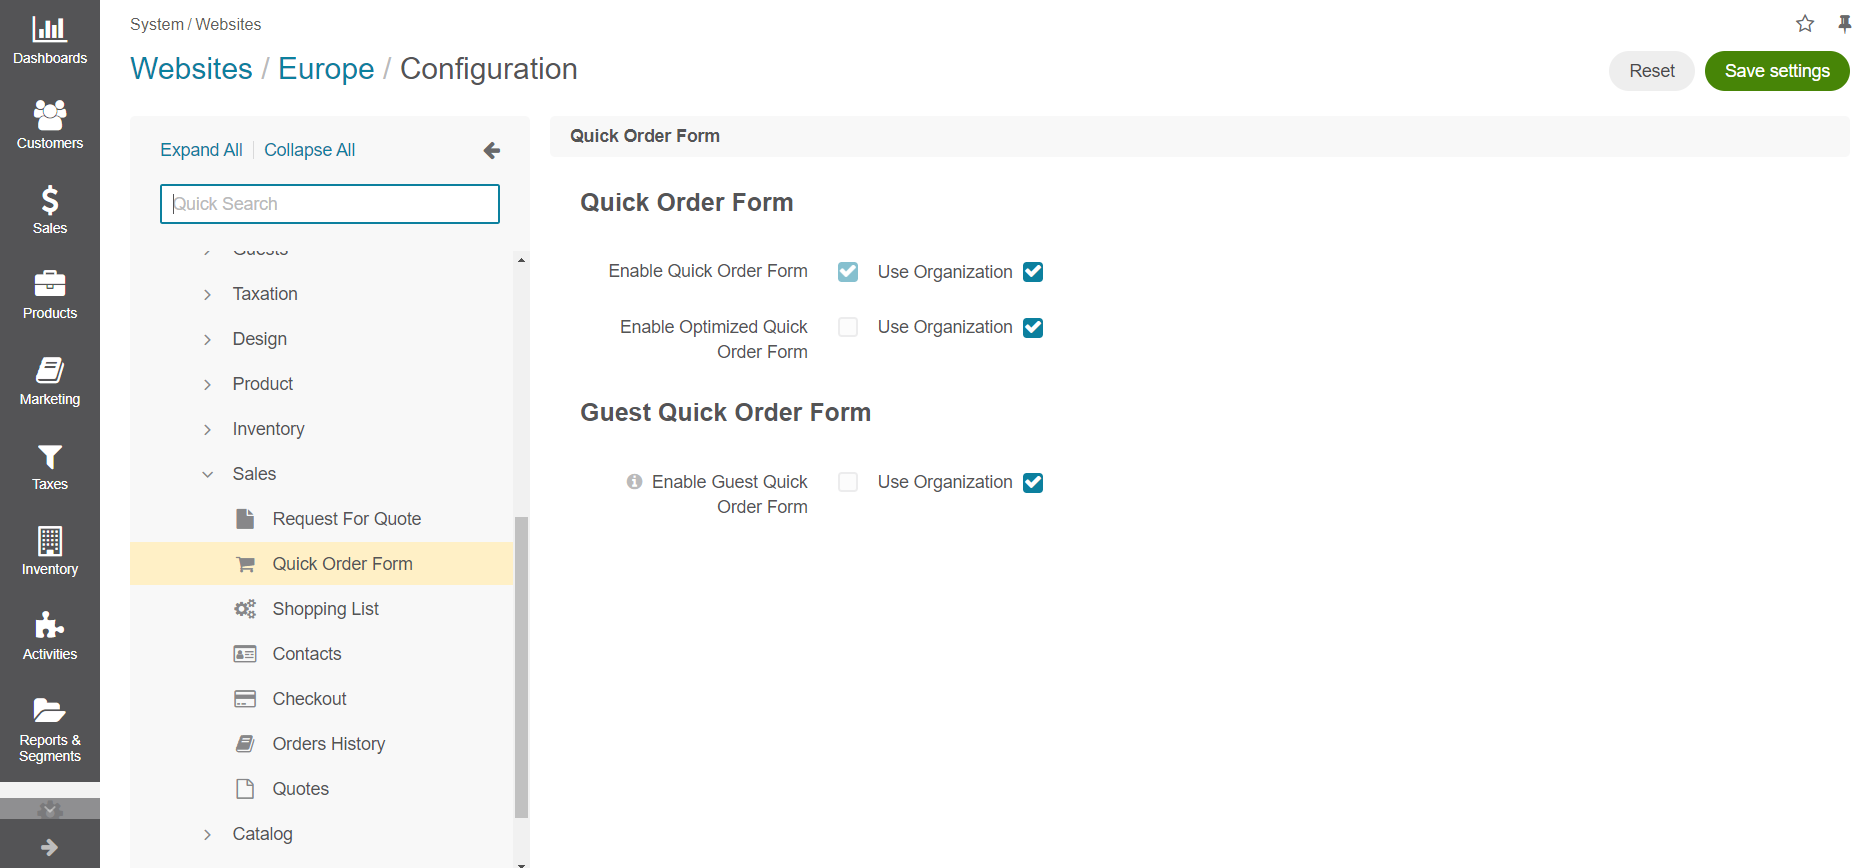 Dashboards
Customers
Sales
Products
Marketing
Taxes
Inventory
Activities
Reports &
Segments
System / Websites
Websites / Europe / Configuration
Reset
Save settings
Expand All
Collapse All
Quick Search
Guests
Taxation
Design
Product
Inventory
Sales
Request For Quote
Quick Order Form
Shopping List
Contacts
Checkout
Orders History
Quotes
Catalog
Quick Order Form
Quick Order Form
Enable Quick Order Form
Use Organization
Enable Optimized Quick
Order Form
Use Organization
Guest Quick Order Form
Enable Guest Quick
Order Form
Use Organization